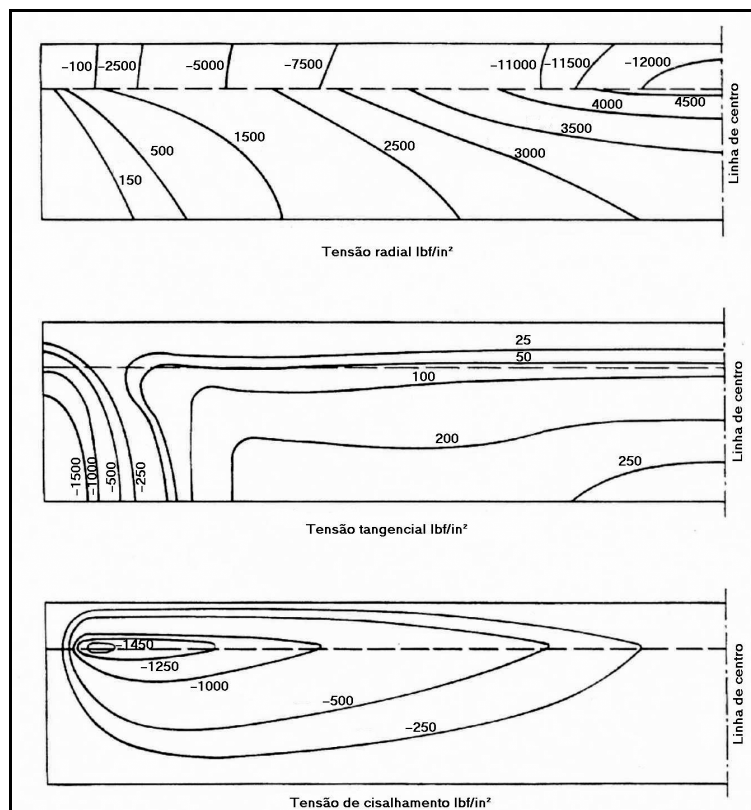 -100 -2500 -5000 -7500 -11000 -11500 -12000
4000 4500
150 500 1500 2500 3000 3500
Linha de centro
Tensão radial lbf/in²
25
50
100
200
250
-1500 -1000 -500 -250
Linha de centro
Tensão tangencial lbf/in²
-1450
-1250
-1000
-500
-250
Linha de centro
Tensão de cisalhamento lbf/in²